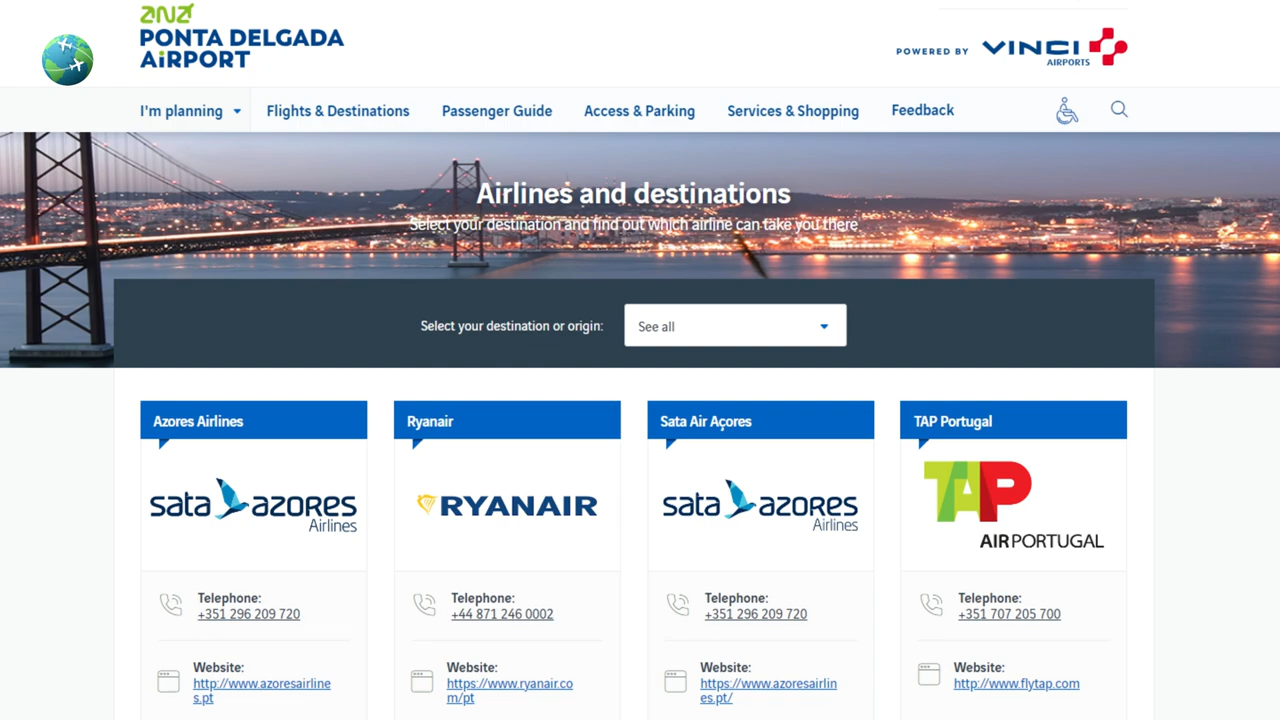 ana
PONTA DELGADA
AiRPORT
POWERED BY VINCI
AIRPORTS
I'm planning Flights & Destinations Passenger Guide Access & Parking Services & Shopping Feedback
Airlines and destinations
Select your destination and find out which airline can take you there
Select your destination or origin: See all
Azores Airlines
sata azores
Airlines
Telephone:
+351 296 209 720
Website:
http://www.azoresairline
s.pt
Ryanair
RYANAIR
Telephone:
+44 871 246 0002
Website:
https://www.ryanair.co
m/pt
Sata Air Açores
sata azores
Airlines
Telephone:
+351 296 209 720
Website:
https://www.azoresairlin
es.pt/
TAP Portugal
TAP
AIRPORTUGAL
Telephone:
+351 707 205 700
Website:
http://www.flytap.com